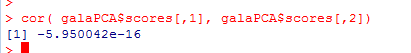 >
> cor( galaPCA$scores[,1], galaPCA$scores[,2])
[1] -5.950042e-16
>